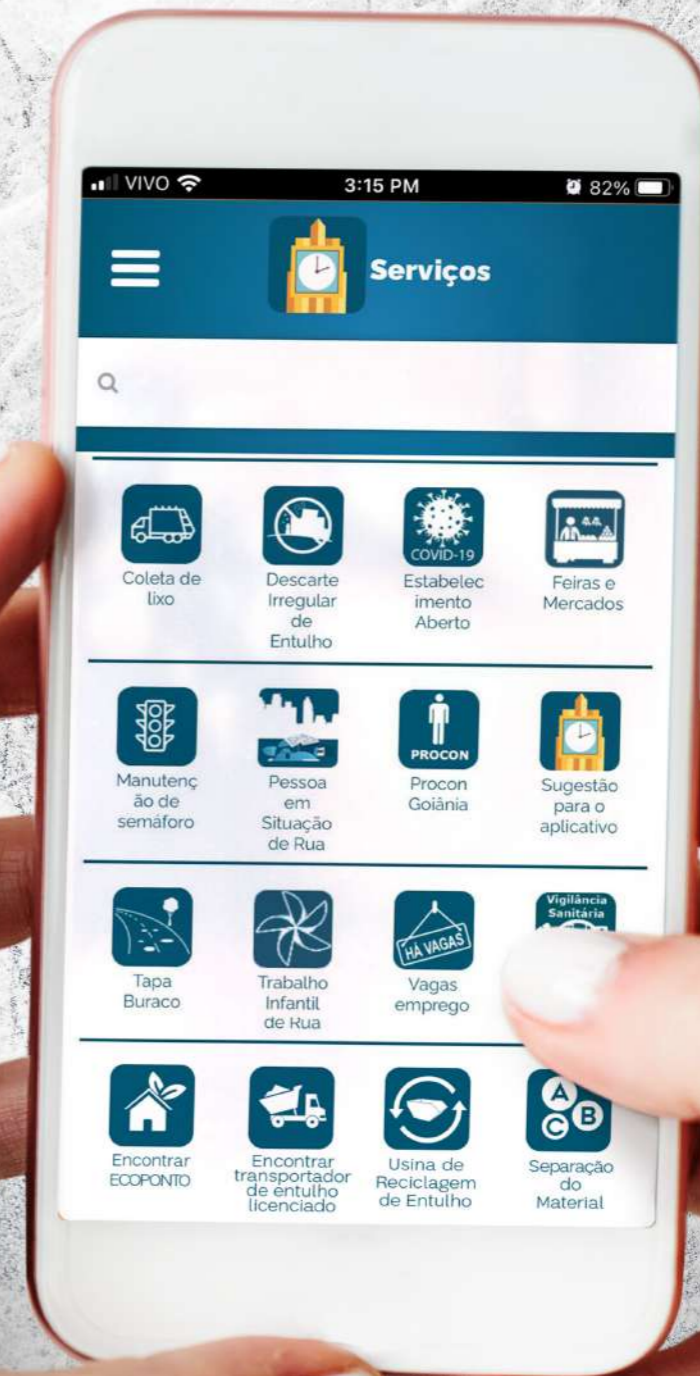 VIVO 3:15 PM 82%
Serviços
COVID-19
Coleta de
lixo
Descarte
Irregular
de
Entulho
Estabelec
imento
Aberto
Feiras e
Mercados
PROCON
Manutenç
ão de
semáforo
Pessoa
em
Situação
de Rua
Procon
Goiânia
Sugestão
para o
aplicativo
HÁ VAGAS
Vigilância
Sanitária
Tapa
Buraco
Trabalho
Infantil
de Rua
Vagas
emprego
A
B
C
Encontrar
ECOPONTO
Encontrar
transportador
de entulho
licenciado
Usina de
Reciclagem
de Entulho
Separação
do
Material